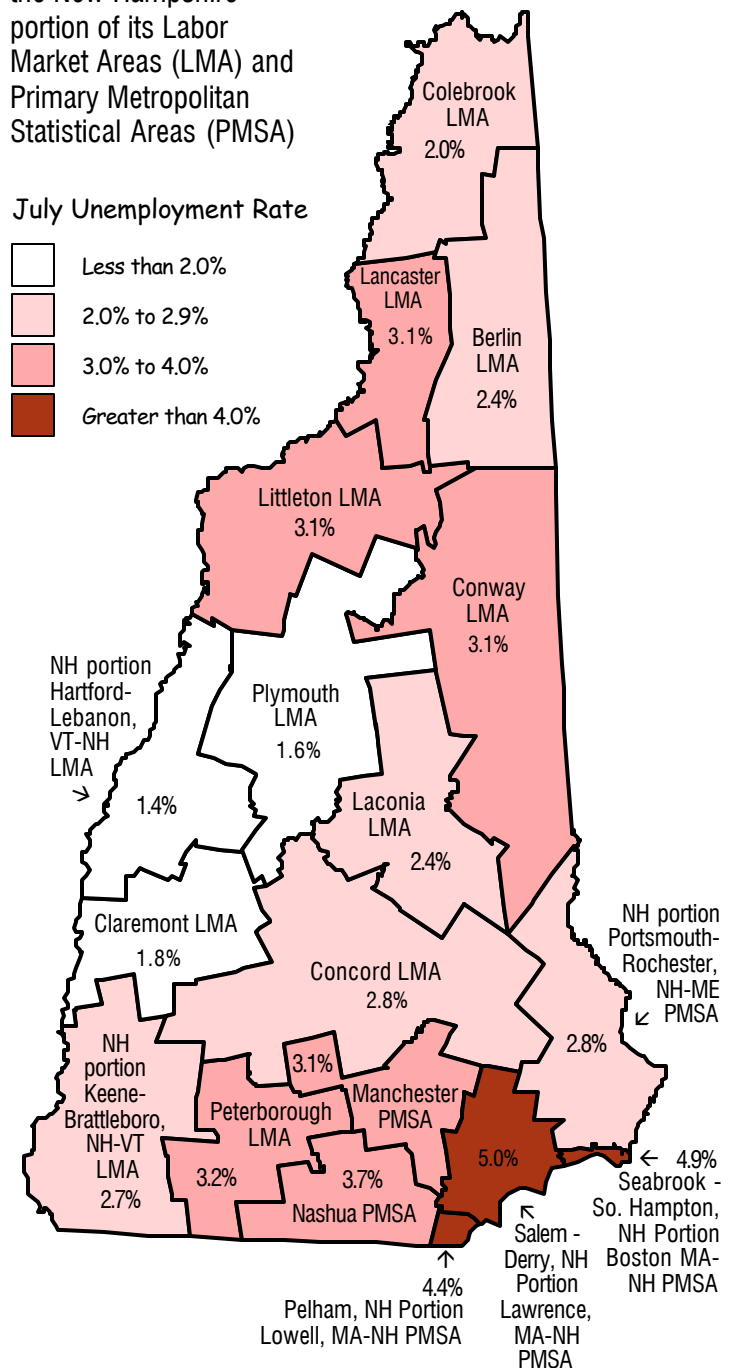 the New Hampshire
portion of its Labor
Market Areas (LMA) and
Primary Metropolitan
Statistical Areas (PMSA)
July Unemployment Rate
Less than 2.0%
2.0% to 2.9%
3.0% to 4.0%
Greater than 4.0%
Colebrook
LMA
2.0%
Lancaster
LMA
3.1%
Berlin
LMA
2.4%
Littleton LMA
3.1%
Conway
LMA
3.1%
NH portion
Hartford-
Lebanon,
VT-NH
LMA
1.4%
Plymouth
LMA
1.6%
Laconia
LMA
2.4%
Claremont LMA
1.8%
Concord LMA
2.8%
NH portion
Portsmouth-
Rochester,
NH-ME
PMSA
2.8%
NH
portion
Keene-
Brattleboro,
NH-VT
LMA
2.7%
3.1%
Peterborough
LMA
3.2%
Manchester
PMSA
3.7%
Nashua PMSA
5.0%
4.9%
Seabrook -
So. Hampton,
NH Portion
Boston MA-
NH PMSA
Salem -
Derry, NH
Portion
Lawrence,
MA-NH
PMSA
4.4%
Pelham, NH Portion
Lowell, MA-NH PMSA